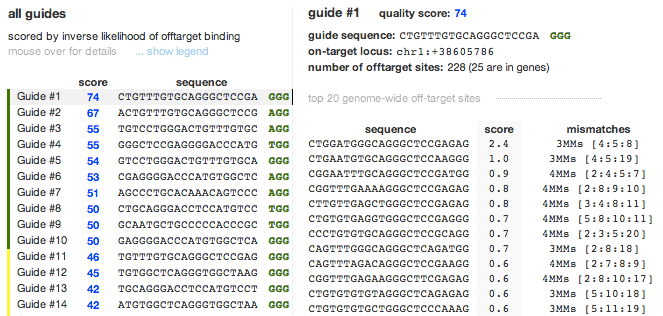 all guides
scored by inverse likelihood of offtarget binding
mouse over for details ... show legend
score sequence
Guide #1 74 CTGTTTGTGCAGGGCTCCGA GGG
Guide #2 67 ACTGTTTGTGCAGGGCTCCG AGG
Guide #3 55 TGTCCTGGGACTGTTTGTGC AGG
Guide #4 55 GGGCTCCGAGGGGACCCATG TGG
Guide #5 54 GTCCTGGGACTGTTTGTGCA GGG
Guide #6 53 CGAGGGGACCCATGTGGCTC AGG
Guide #7 51 AGCCCTGCACAAACAGTCCC AGG
Guide #8 50 CTGCAGGGACCTCCATGTCC TGG
Guide #9 50 GCAATGCTGCCCCCACCCGC TGG
Guide #10 50 GAGGGGACCCATGTGGCTCA GGG
Guide #11 46 TGTTTGTGCAGGGCTCCGAG GGG
Guide #12 45 TGTGGCTCAGGGTGGCTAAG GGG
Guide #13 42 TGCAGGGACCTCCATGTCCT GGG
Guide #14 42 ATGTGGCTCAGGGTGGCTAA GGG
guide #1 quality score: 74
guide sequence: CTGTTTGTGCAGGGCTCCGA GGG
on-target locus: chr1:+38605786
number of offtarget sites: 228 (25 are in genes)
top 20 genome-wide off-target sites
sequence score mismatches
CTGGATGGGCAGGGCTCCGAGAG 2.4 3MMs [4:5:8]
CTGAATGTGCAGGGCTCCAAGGG 1.0 3MMs [4:5:19]
CGGAATTTGCAGGGCTCCGATGG 0.9 4MMs [2:4:5:7]
CGGTTTGAAAAGGGCTCCGAGAG 0.8 4MMs [2:8:9:10]
CTTGTTGAGCTGGGCTCCGAGAG 0.8 4MMs [3:4:8:11]
CTGTGTGGGTTGGGCTCCGAGGG 0.7 4MMs [5:8:10:11]
CCCTGTGTGCAGGGCTCCGCAGG 0.7 4MMs [2:3:5:20]
CAGTTTGGGCAGGGCTCAGATGG 0.7 3MMs [2:8:18]
CAGTTTAGACAGGGCTCCGAGGG 0.6 4MMs [2:7:8:9]
CGGTTTGAGAAGGGCTTCGAGAG 0.6 4MMs [2:8:10:17]
CTGTGTGTGTAGGGCTCAGAGAG 0.6 3MMs [5:10:18]
CTGTGTGTGCTGGGCTCCCAAAG 0.6 3MMs [5:11:19]